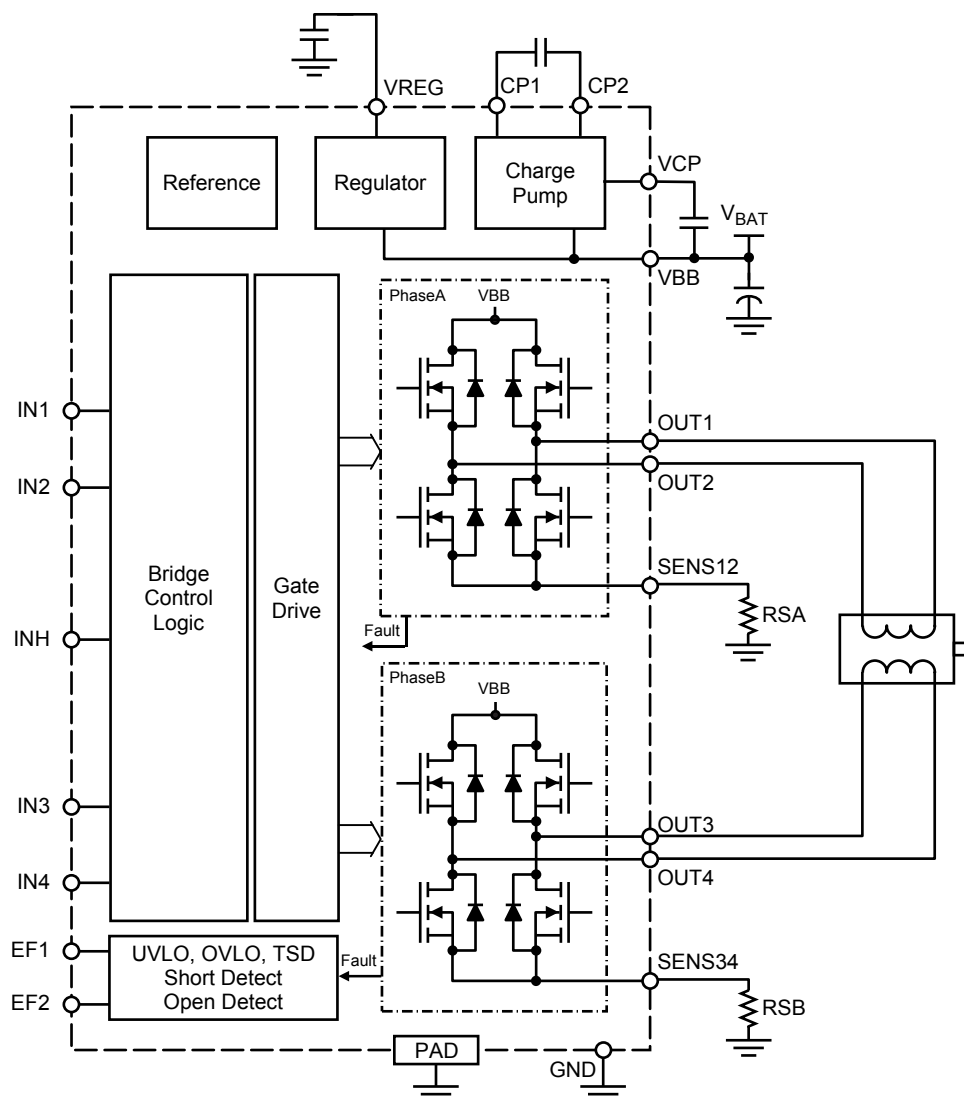 VREG
CP1
CP2
Reference
Regulator
Charge
Pump
VCP
VBAT
VBB
PhaseA
VBB
IN1
IN2
INH
IN3
IN4
Bridge
Control
Logic
Gate
Drive
OUT1
OUT2
SENS12
RSA
Fault
PhaseB
VBB
OUT3
OUT4
SENS34
RSB
EF1
EF2
UVLO, OVLO, TSD
Short Detect
Open Detect
Fault
PAD
GND